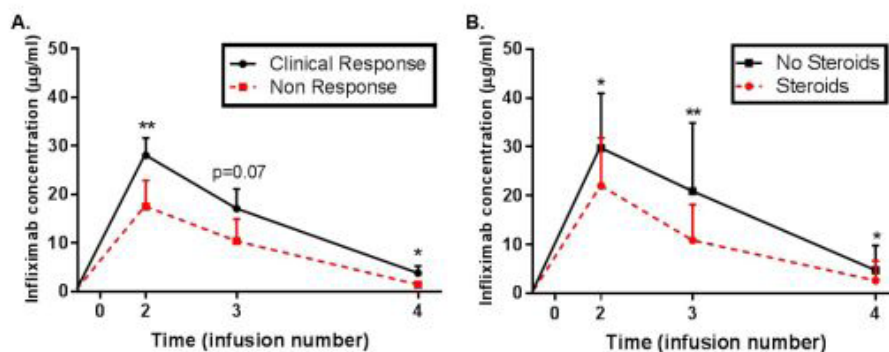 A.
Infliximab concentration (µg/ml)
50
40
30
20
10
0
Clinical Response
Non Response
**
p=0.07
*
0 2 3 4
Time (infusion number)
B.
Infliximab concentration (µg/ml)
50
40
30
20
10
0
No Steroids
Steroids
*
**
*
0 2 3 4
Time (infusion number)